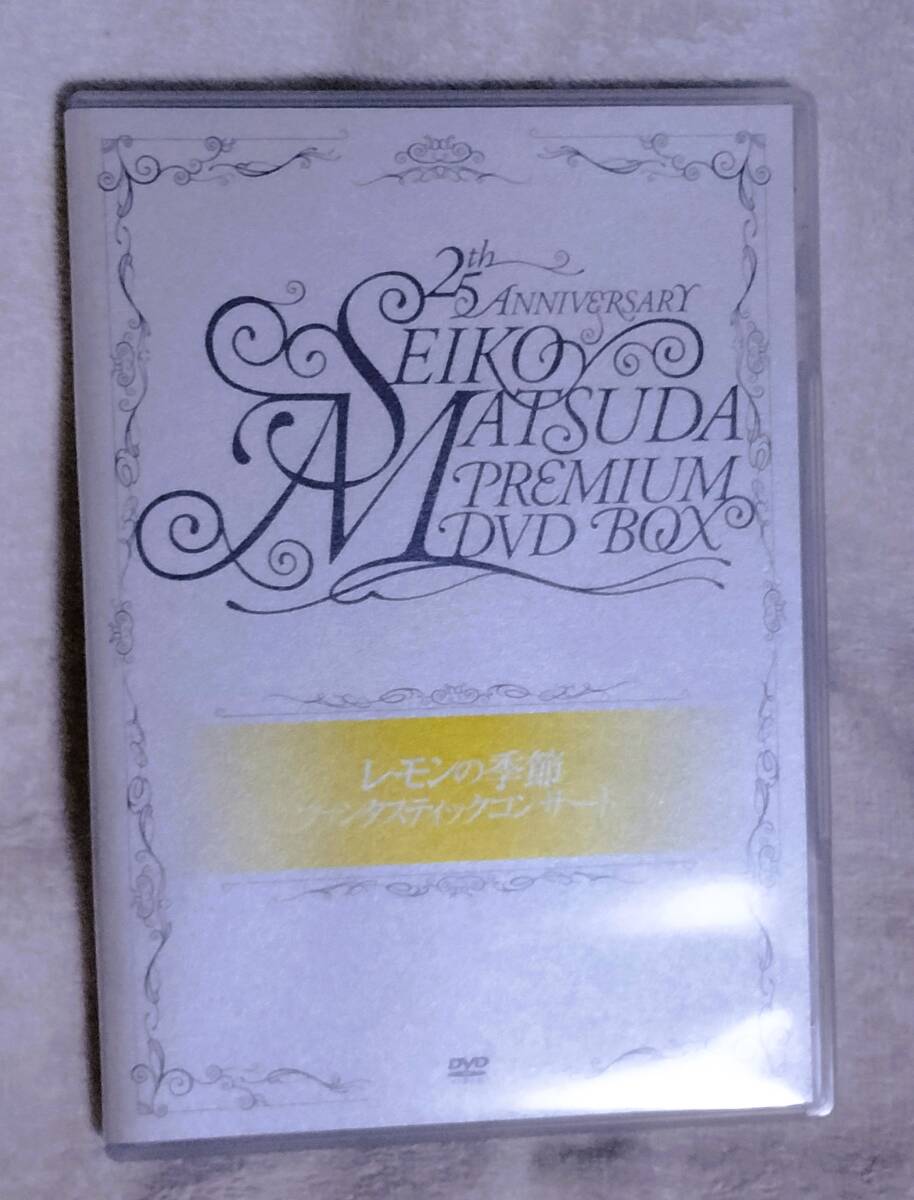 25th ANNIVERSARY
SEIKO
MATSUDA
PREMIUM
DVD BOX
レモンの季節
ファンタスティックコンサート
DVD